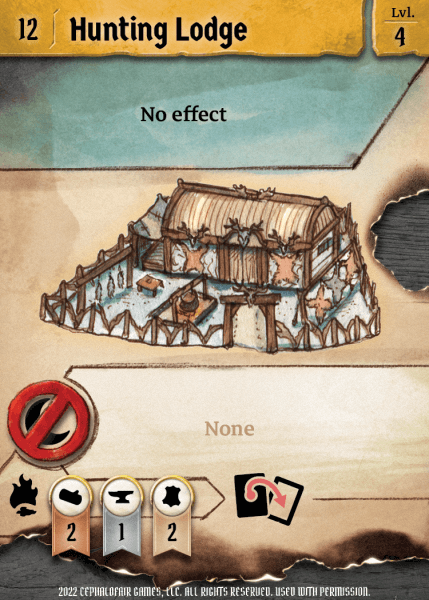 12 Hunting Lodge
Lvl.
4
No effect
None
2 1 2
2022 CEPHALOFAIR GAMES, LLC. ALL RIGHTS RESERVED. USED WITH PERMISSION.